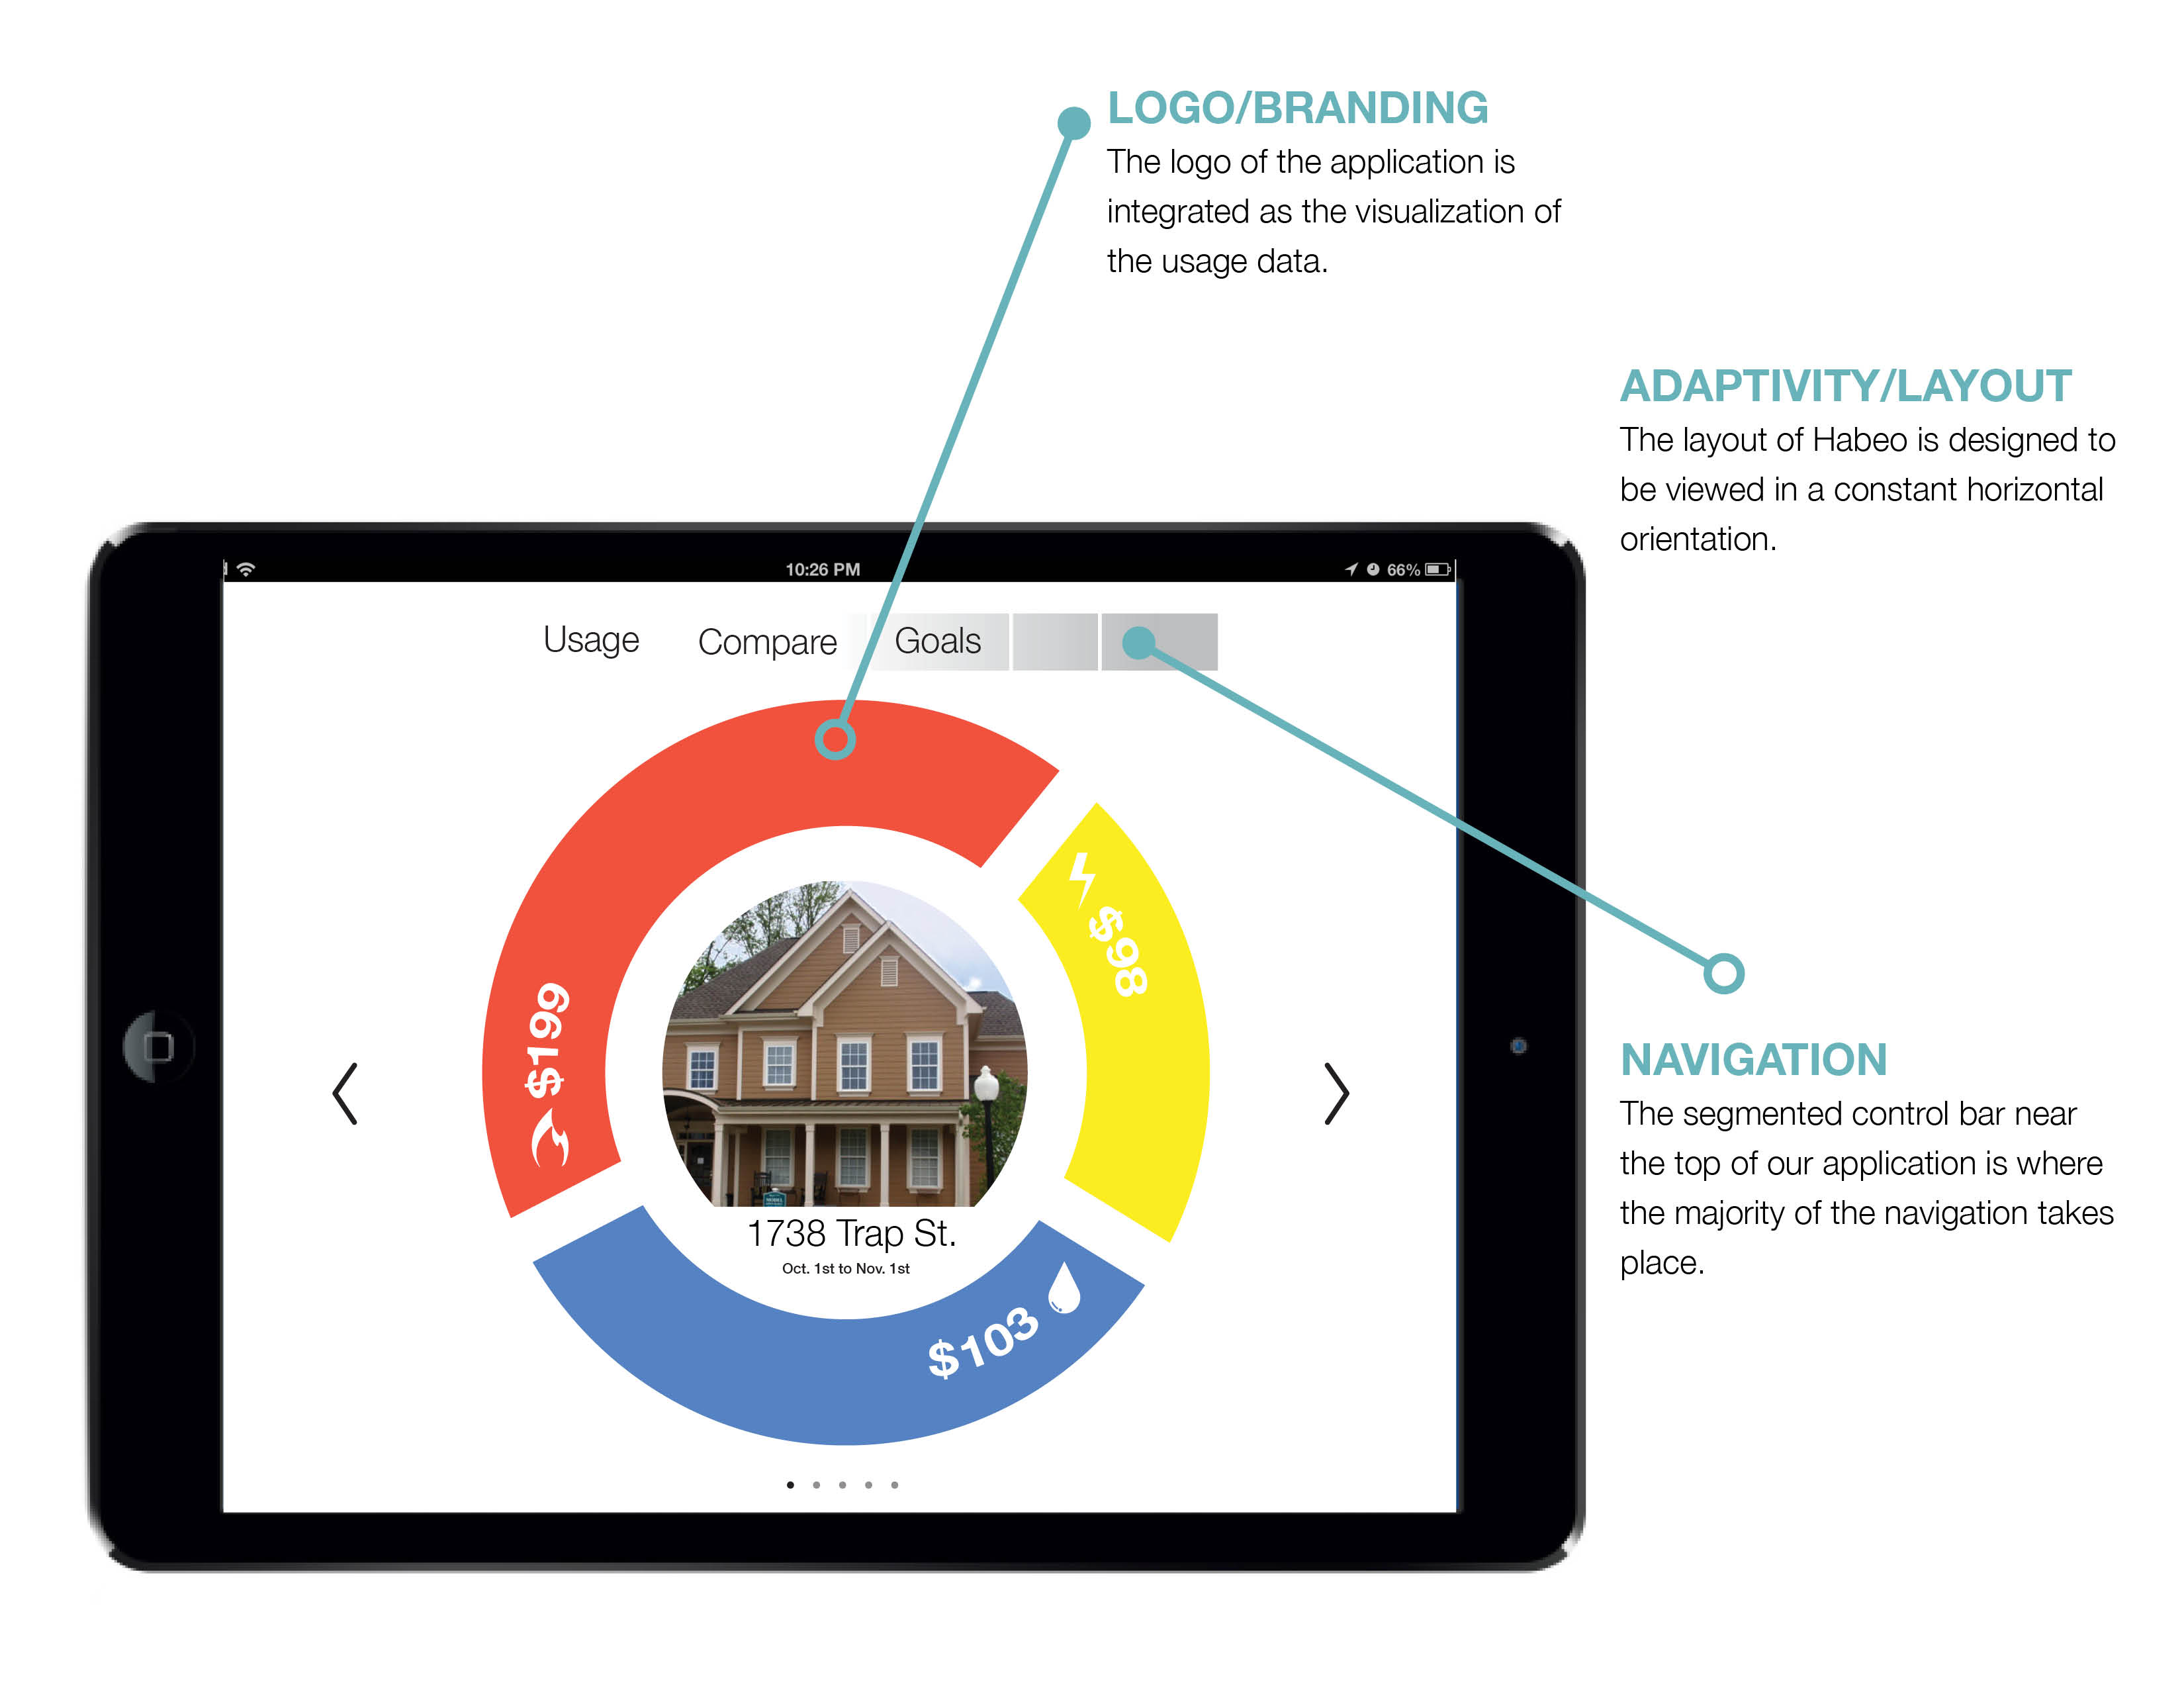 LOGO/BRANDING
The logo of the application is
integrated as the visualization of
the usage data.
ADAPTIVITY/LAYOUT
The layout of Habeo is designed to
be viewed in a constant horizontal
orientation.
10:26 PM
66%
Usage
Compare
Goals
$98
$199
MODEL
1738 Trap St.
Oct. 1st to Nov. 1st
$103
NAVIGATION
The segmented control bar near
the top of our application is where
the majority of the navigation takes
place.